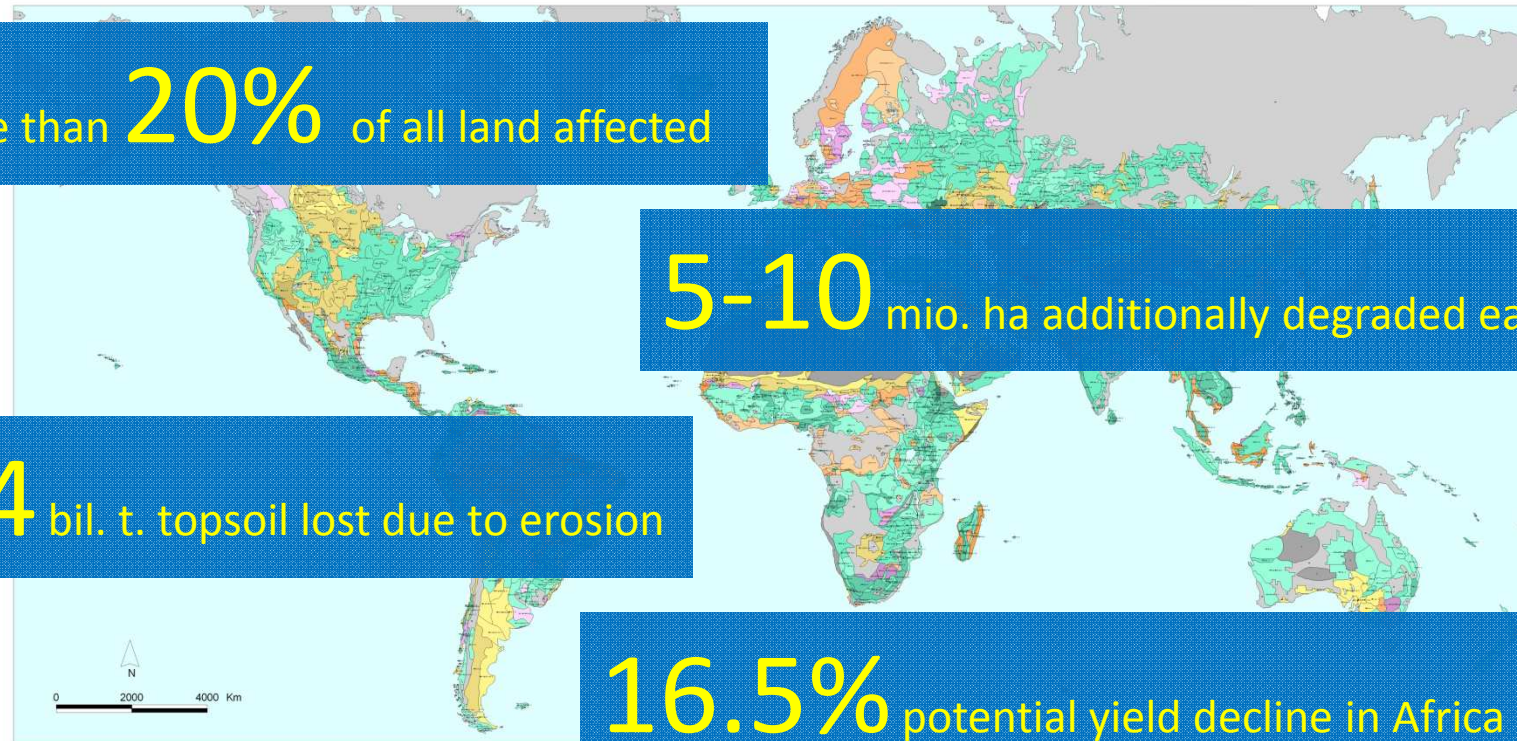 e than 20% of all land affected
5-10 mio. ha additionally degraded ea
4 bil. t. topsoil lost due to erosion
N
0 2000 4000 Km
16.5% potential yield decline in Africa